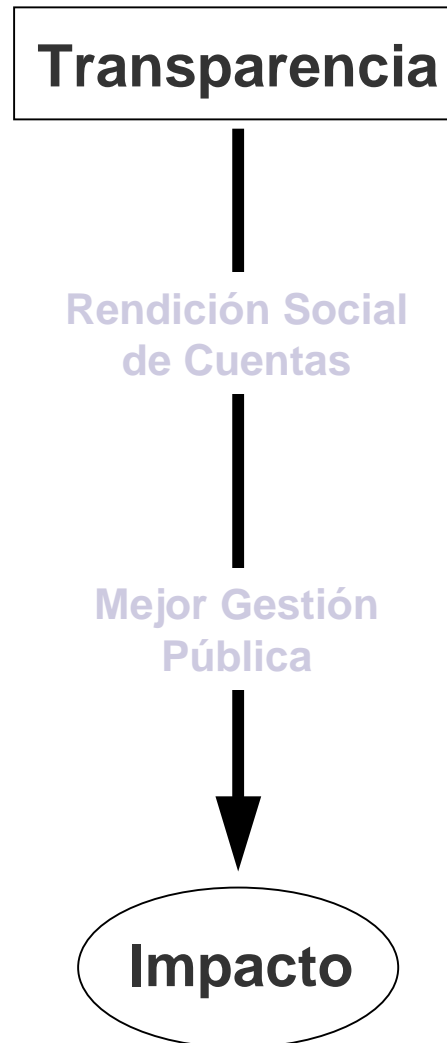 Transparencia
Rendición Social
de Cuentas
Mejor Gestión
Pública
Impacto